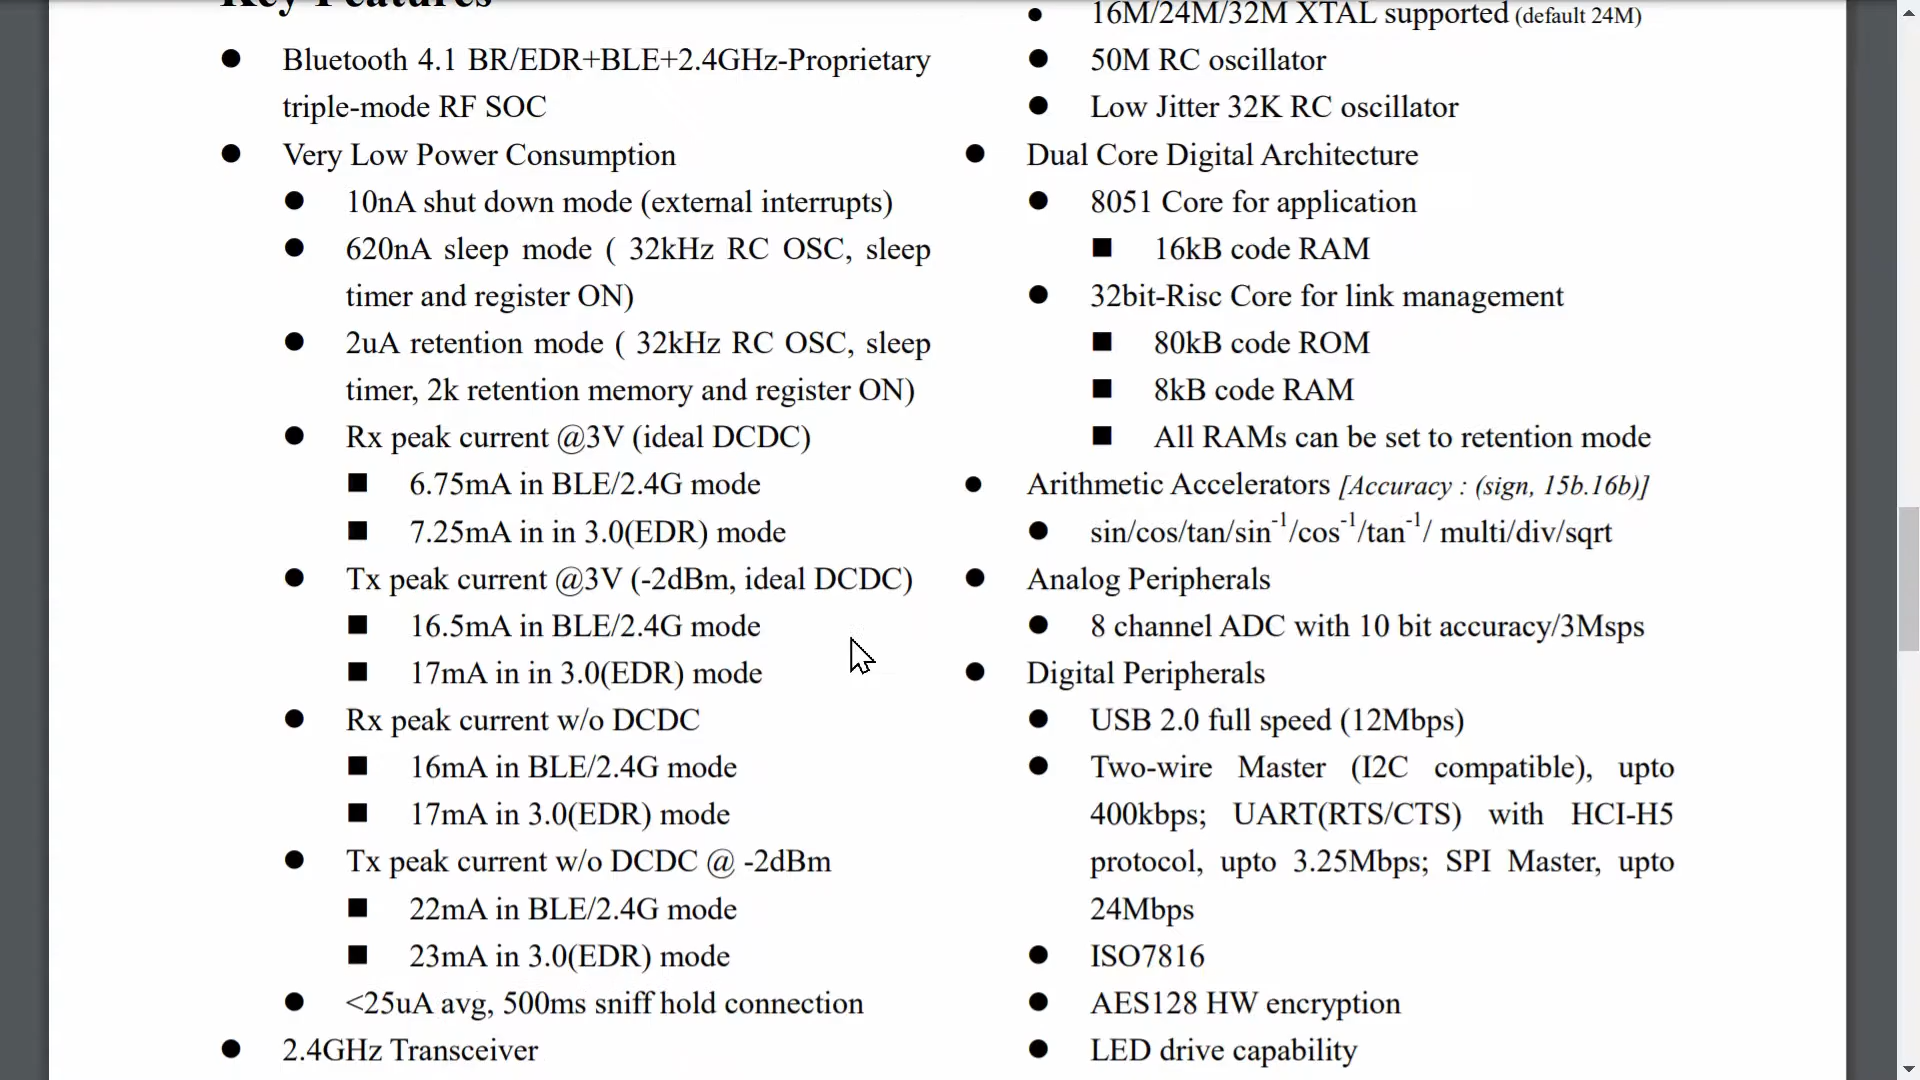 Key Features
● Bluetooth 4.1 BR/EDR+BLE+2.4GHz-Proprietary
triple-mode RF SOC
● Very Low Power Consumption
● 10nA shut down mode (external interrupts)
● 620nA sleep mode ( 32kHz RC OSC, sleep
timer and register ON)
● 2uA retention mode ( 32kHz RC OSC, sleep
timer, 2k retention memory and register ON)
● Rx peak current @3V (ideal DCDC)
■ 6.75mA in BLE/2.4G mode
■ 7.25mA in in 3.0(EDR) mode
● Tx peak current @3V (-2dBm, ideal DCDC)
■ 16.5mA in BLE/2.4G mode
■ 17mA in in 3.0(EDR) mode
● Rx peak current w/o DCDC
■ 16mA in BLE/2.4G mode
■ 17mA in 3.0(EDR) mode
● Tx peak current w/o DCDC @ -2dBm
■ 22mA in BLE/2.4G mode
■ 23mA in 3.0(EDR) mode
● <25uA avg, 500ms sniff hold connection
● 2.4GHz Transceiver
● 16M/24M/32M XTAL supported (default 24M)
● 50M RC oscillator
● Low Jitter 32K RC oscillator
● Dual Core Digital Architecture
● 8051 Core for application
■ 16kB code RAM
● 32bit-Risc Core for link management
■ 80kB code ROM
■ 8kB code RAM
■ All RAMs can be set to retention mode
● Arithmetic Accelerators [Accuracy : (sign, 15b.16b)]
● sin/cos/tan/sin⁻¹/cos⁻¹/tan⁻¹/ multi/div/sqrt
● Analog Peripherals
● 8 channel ADC with 10 bit accuracy/3Msps
● Digital Peripherals
● USB 2.0 full speed (12Mbps)
● Two-wire Master (I2C compatible), upto
400kbps; UART(RTS/CTS) with HCI-H5
protocol, upto 3.25Mbps; SPI Master, upto
24Mbps
● ISO7816
● AES128 HW encryption
● LED drive capability